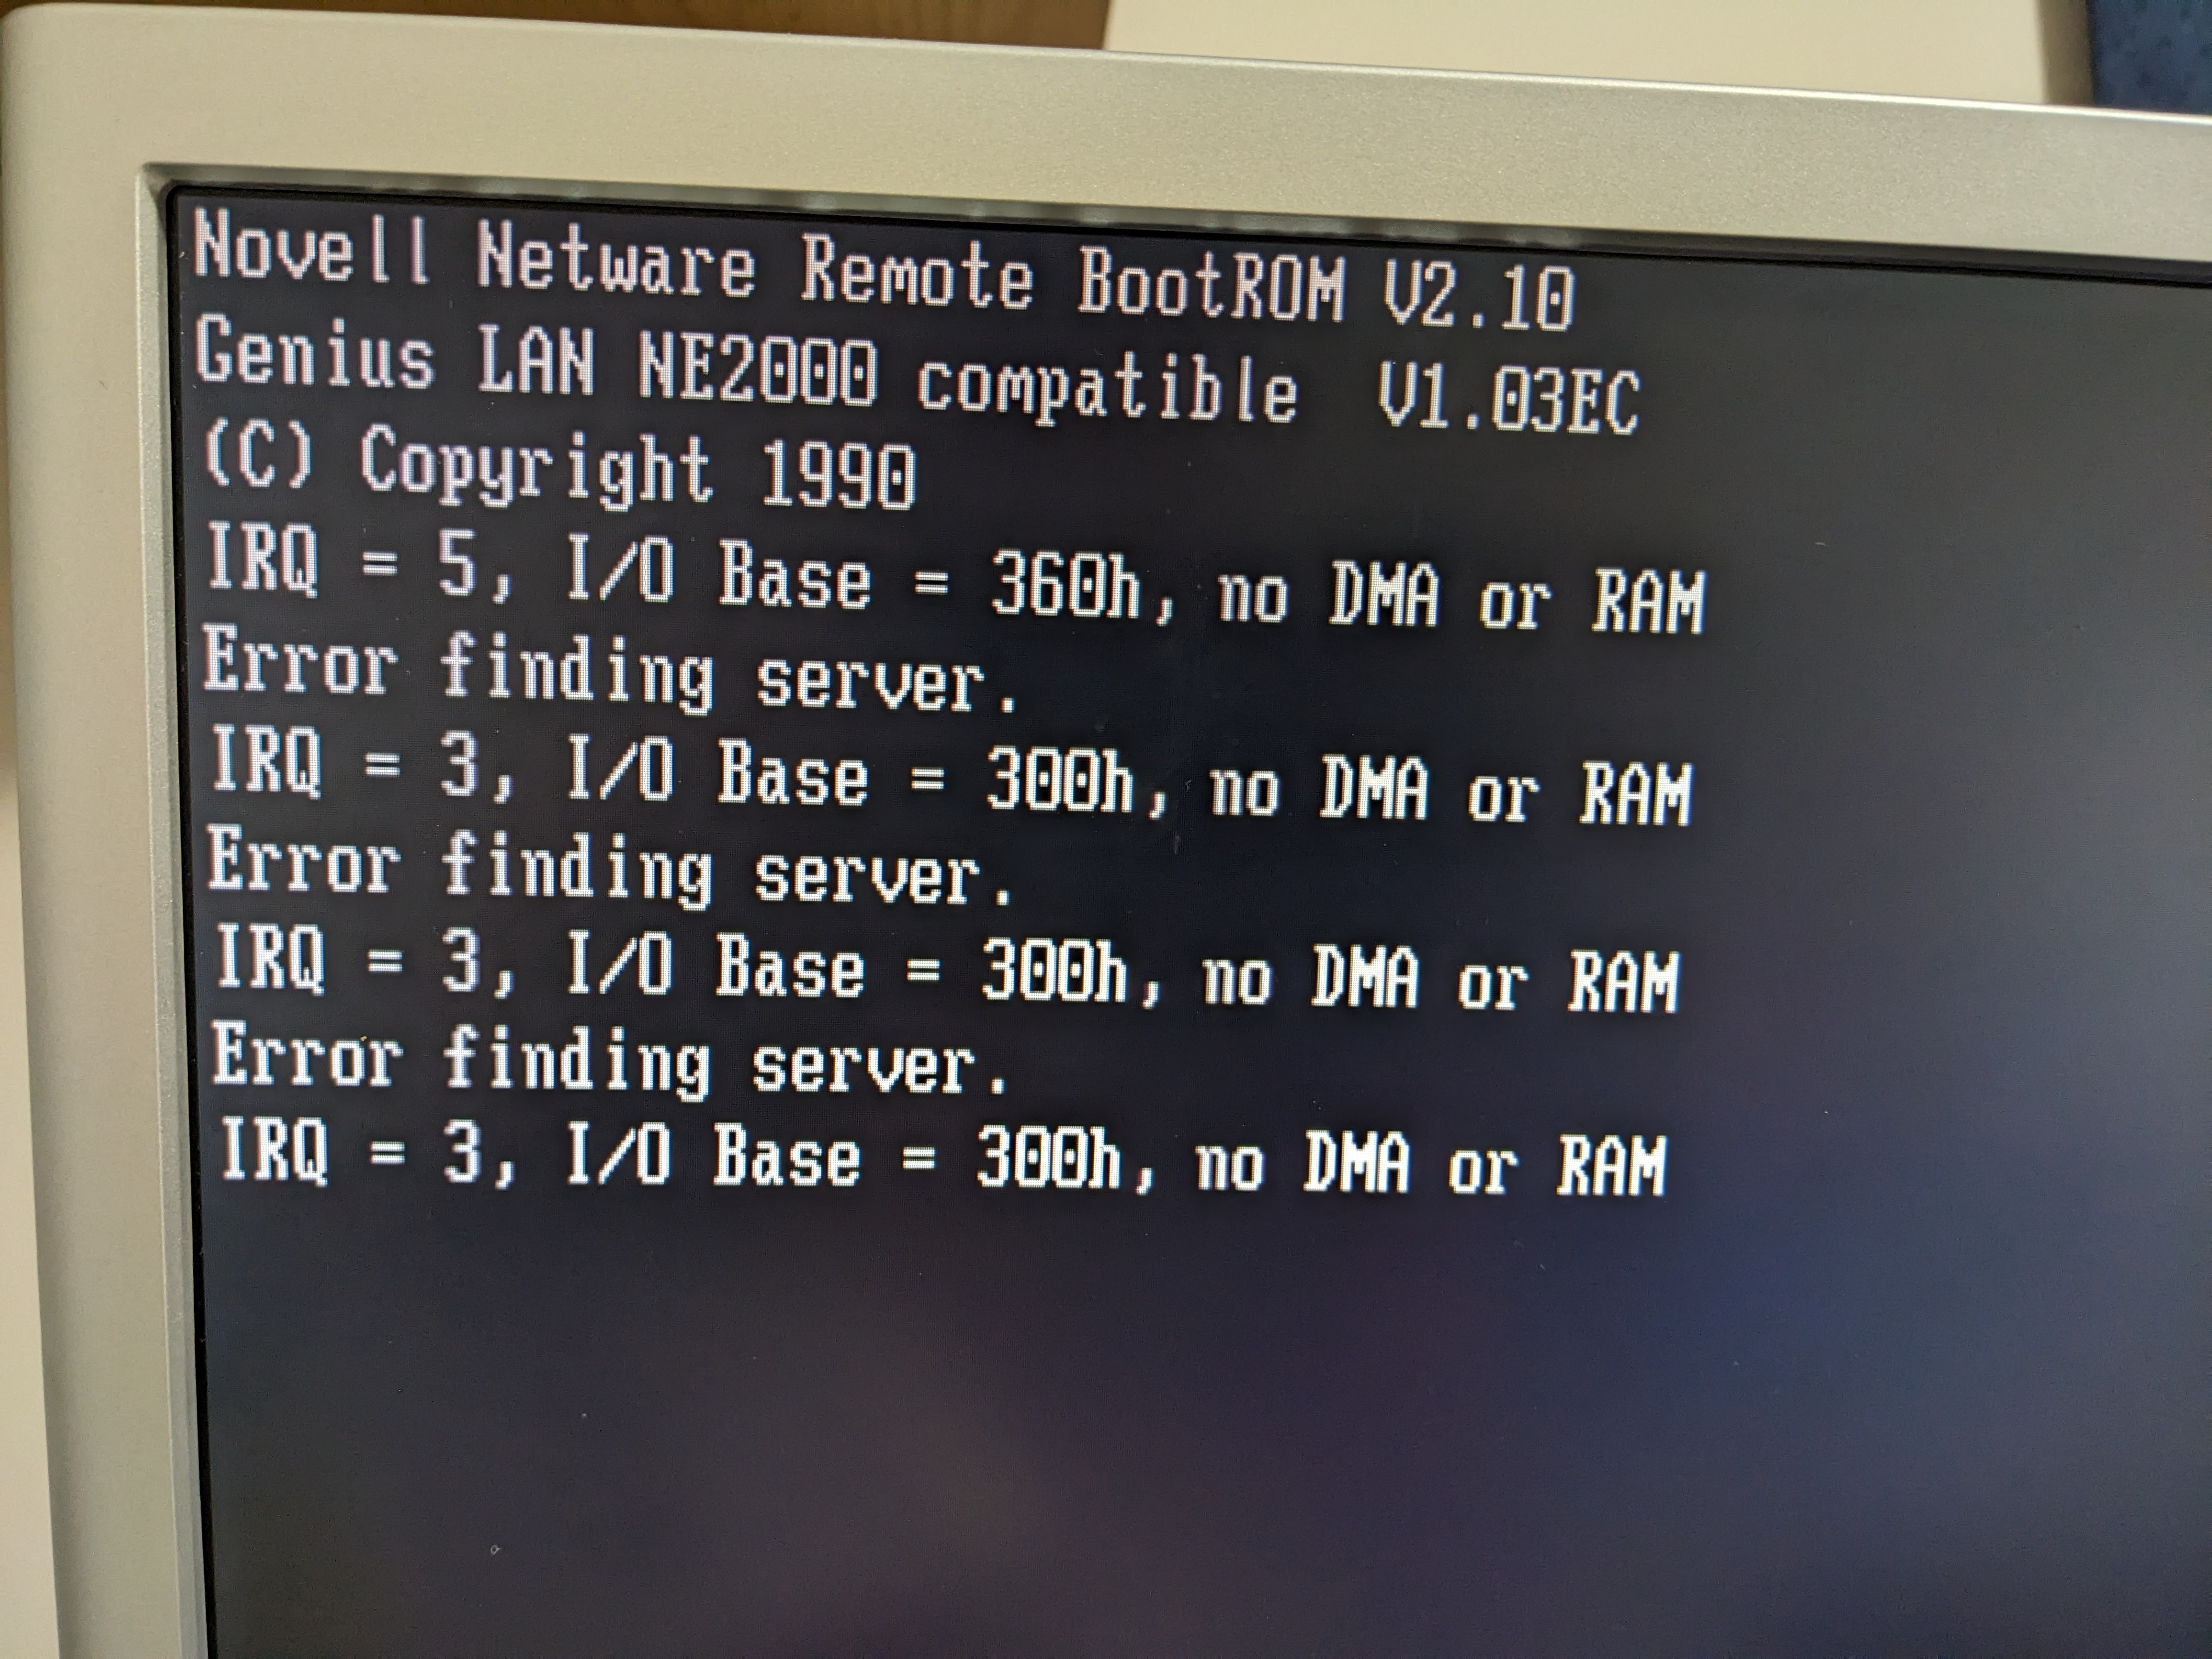 Novell Netware Remote BootROM V2.10
Genius LAN NE2000 compatible  V1.03EC
(C) Copyright 1990
IRQ = 5, I/O Base = 360h, no DMA or RAM
Error finding server.
IRQ = 3, I/O Base = 300h, no DMA or RAM
Error finding server.
IRQ = 3, I/O Base = 300h, no DMA or RAM
Error finding server.
IRQ = 3, I/O Base = 300h, no DMA or RAM